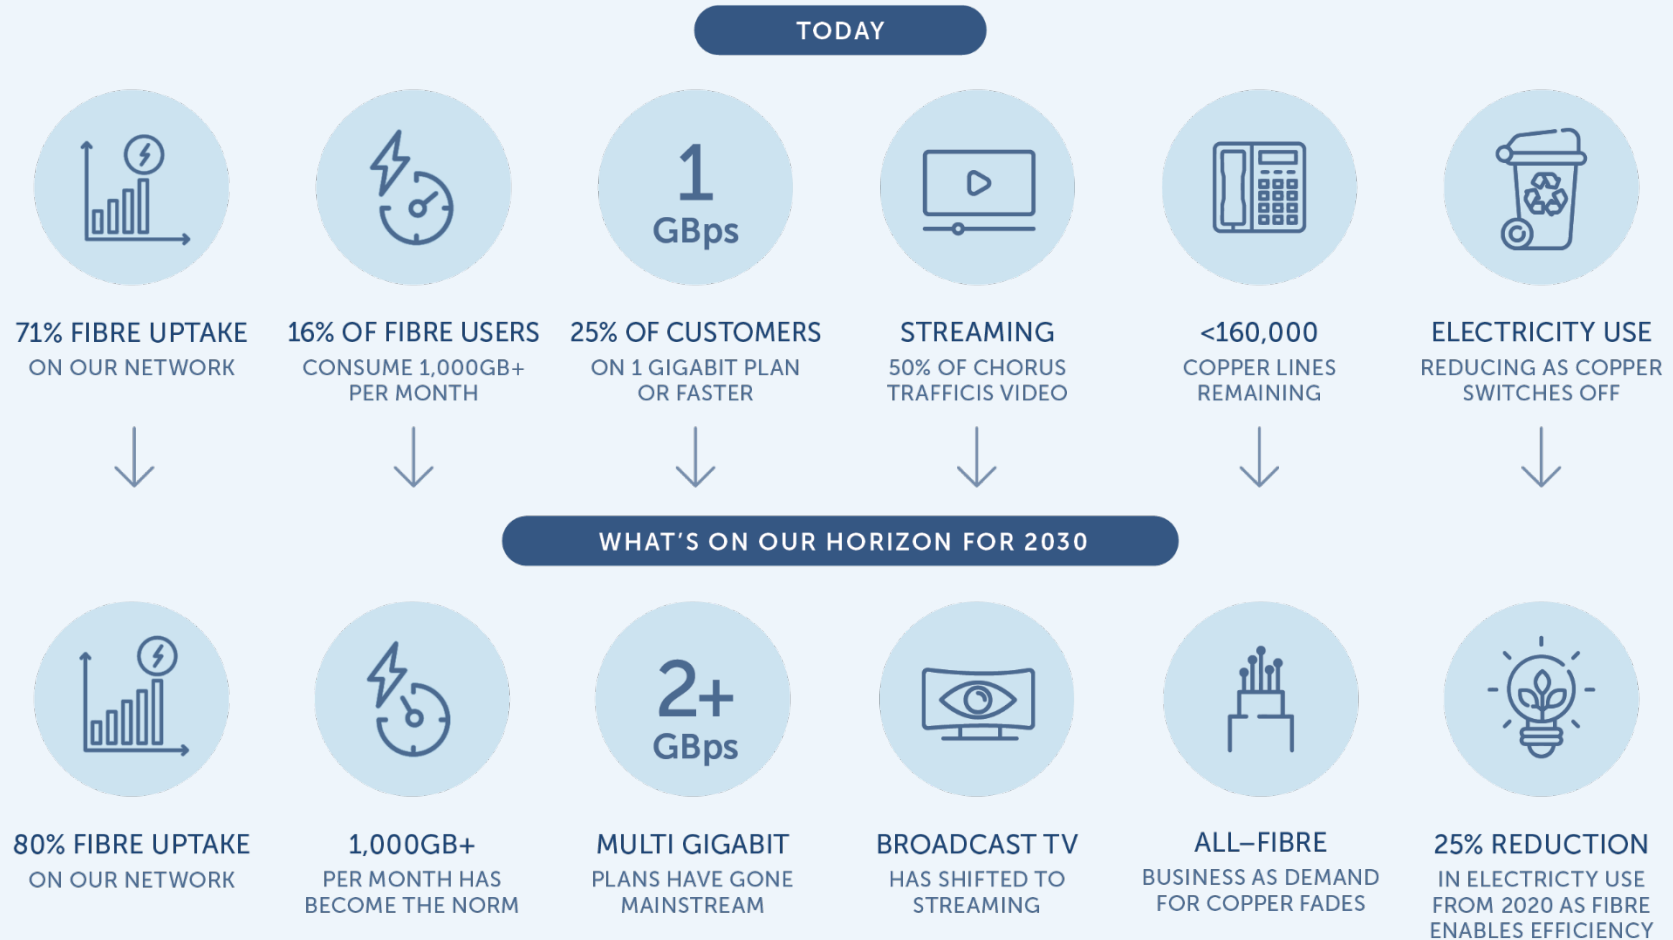 TODAY
1
GBps
71% FIBRE UPTAKE
ON OUR NETWORK
16% OF FIBRE USERS
CONSUME 1,000GB+
PER MONTH
25% OF CUSTOMERS
ON 1 GIGABIT PLAN
OR FASTER
STREAMING
50% OF CHORUS
TRAFFICIS VIDEO
<160,000
COPPER LINES
REMAINING
ELECTRICITY USE
REDUCING AS COPPER
SWITCHES OFF
WHAT'S ON OUR HORIZON FOR 2030
2+
GBps
80% FIBRE UPTAKE
ON OUR NETWORK
1,000GB+
PER MONTH HAS
BECOME THE NORM
MULTI GIGABIT
PLANS HAVE GONE
MAINSTREAM
BROADCAST TV
HAS SHIFTED TO
STREAMING
ALL–FIBRE
BUSINESS AS DEMAND
FOR COPPER FADES
25% REDUCTION
IN ELECTRICTY USE
FROM 2020 AS FIBRE
ENABLES EFFICIENCY